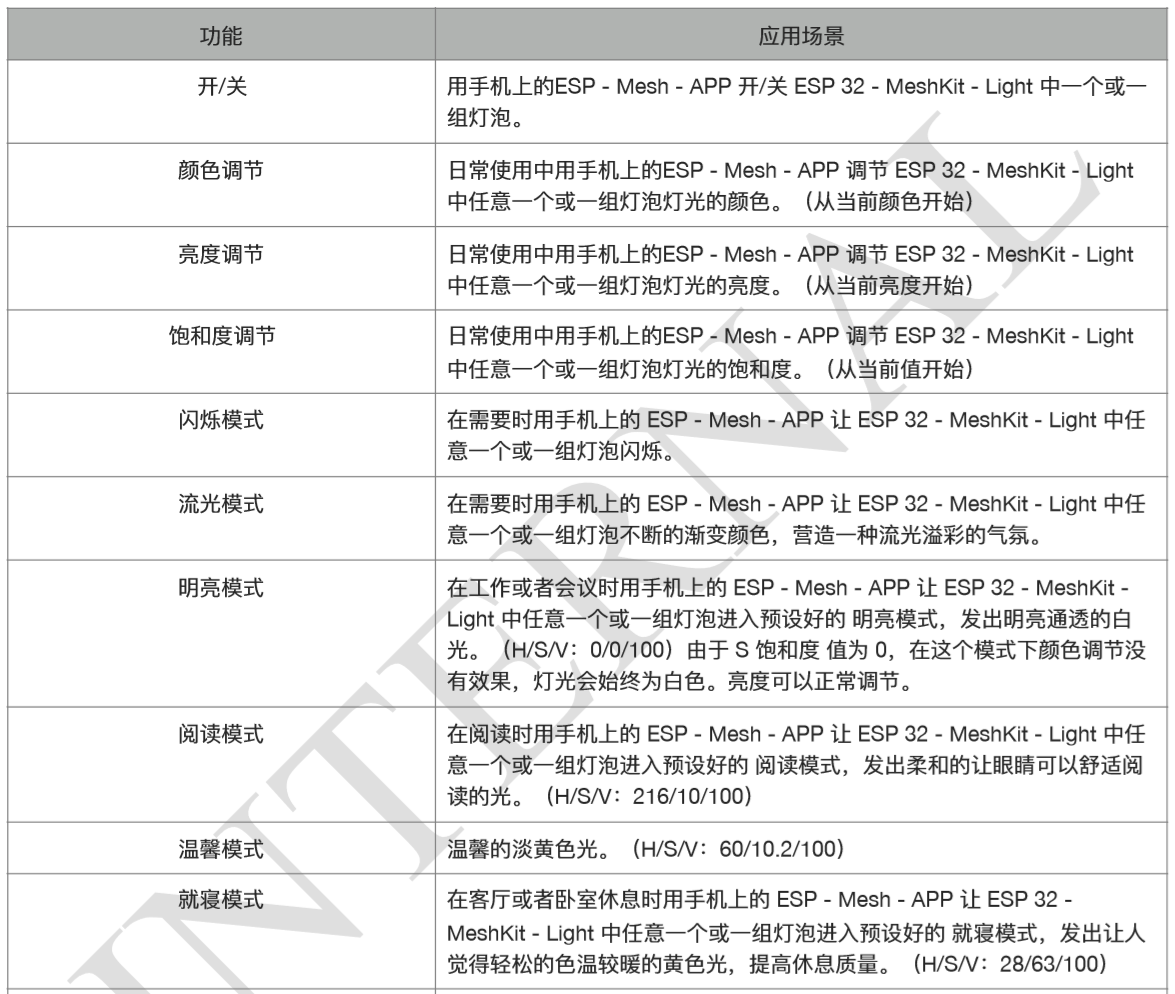 功能
应用场景
开/关
用手机上的ESP - Mesh - APP 开/关 ESP 32 - MeshKit - Light 中一个或一
组灯泡。
颜色调节
日常使用中用手机上的ESP - Mesh - APP 调节 ESP 32 - MeshKit - Light
中任意一个或一组灯泡灯光的颜色。（从当前颜色开始）
亮度调节
日常使用中用手机上的ESP - Mesh - APP 调节 ESP 32 - MeshKit - Light
中任意一个或一组灯泡灯光的亮度。（从当前亮度开始）
饱和度调节
日常使用中用手机上的ESP - Mesh - APP 调节 ESP 32 - MeshKit - Light
中任意一个或一组灯泡灯光的饱和度。（从当前值开始）
闪烁模式
在需要时用手机上的 ESP - Mesh - APP 让 ESP 32 - MeshKit - Light 中任
意一个或一组灯泡闪烁。
流光模式
在需要时用手机上的 ESP - Mesh - APP 让 ESP 32 - MeshKit - Light 中任
意一个或一组灯泡不断的渐变颜色，营造一种流光溢彩的气氛。
明亮模式
在工作或者会议时用手机上的 ESP - Mesh - APP 让 ESP 32 - MeshKit -
Light 中任意一个或一组灯泡进入预设好的 明亮模式，发出明亮通透的白
光。（H/S/V：0/0/100）由于 S 饱和度 值为 0，在这个模式下颜色调节没
有效果，灯光会始终为白色。亮度可以正常调节。
阅读模式
在阅读时用手机上的 ESP - Mesh - APP 让 ESP 32 - MeshKit - Light 中任
意一个或一组灯泡进入预设好的 阅读模式，发出柔和的让眼睛可以舒适阅
读的光。（H/S/V：216/10/100）
温馨模式
温馨的淡黄色光。（H/S/V：60/10.2/100）
就寝模式
在客厅或者卧室休息时用手机上的 ESP - Mesh - APP 让 ESP 32 -
MeshKit - Light 中任意一个或一组灯泡进入预设好的 就寝模式，发出让人
觉得轻松的色温较暖的黄色光，提高休息质量。（H/S/V：28/63/100）
INTERNAL